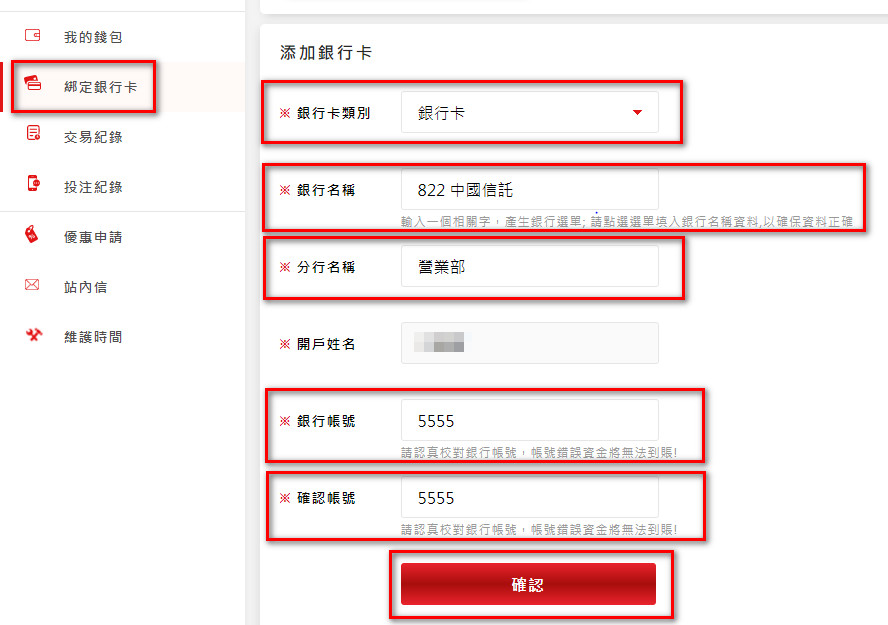 我的錢包
綁定銀行卡
交易紀錄
投注紀錄
優惠申請
站內信
維護時間
添加銀行卡
※ 銀行卡類別 銀行卡
※ 銀行名稱 822 中國信託
輸入一個相關字，產生銀行選單; 請點選選單填入銀行名稱資料,以確保資料正確
※ 分行名稱 營業部
※ 開戶姓名
※ 銀行帳號 5555
請認真校對銀行帳號，帳號錯誤資金將無法到賬!
※ 確認帳號 5555
請認真校對銀行帳號，帳號錯誤資金將無法到賬!
確認